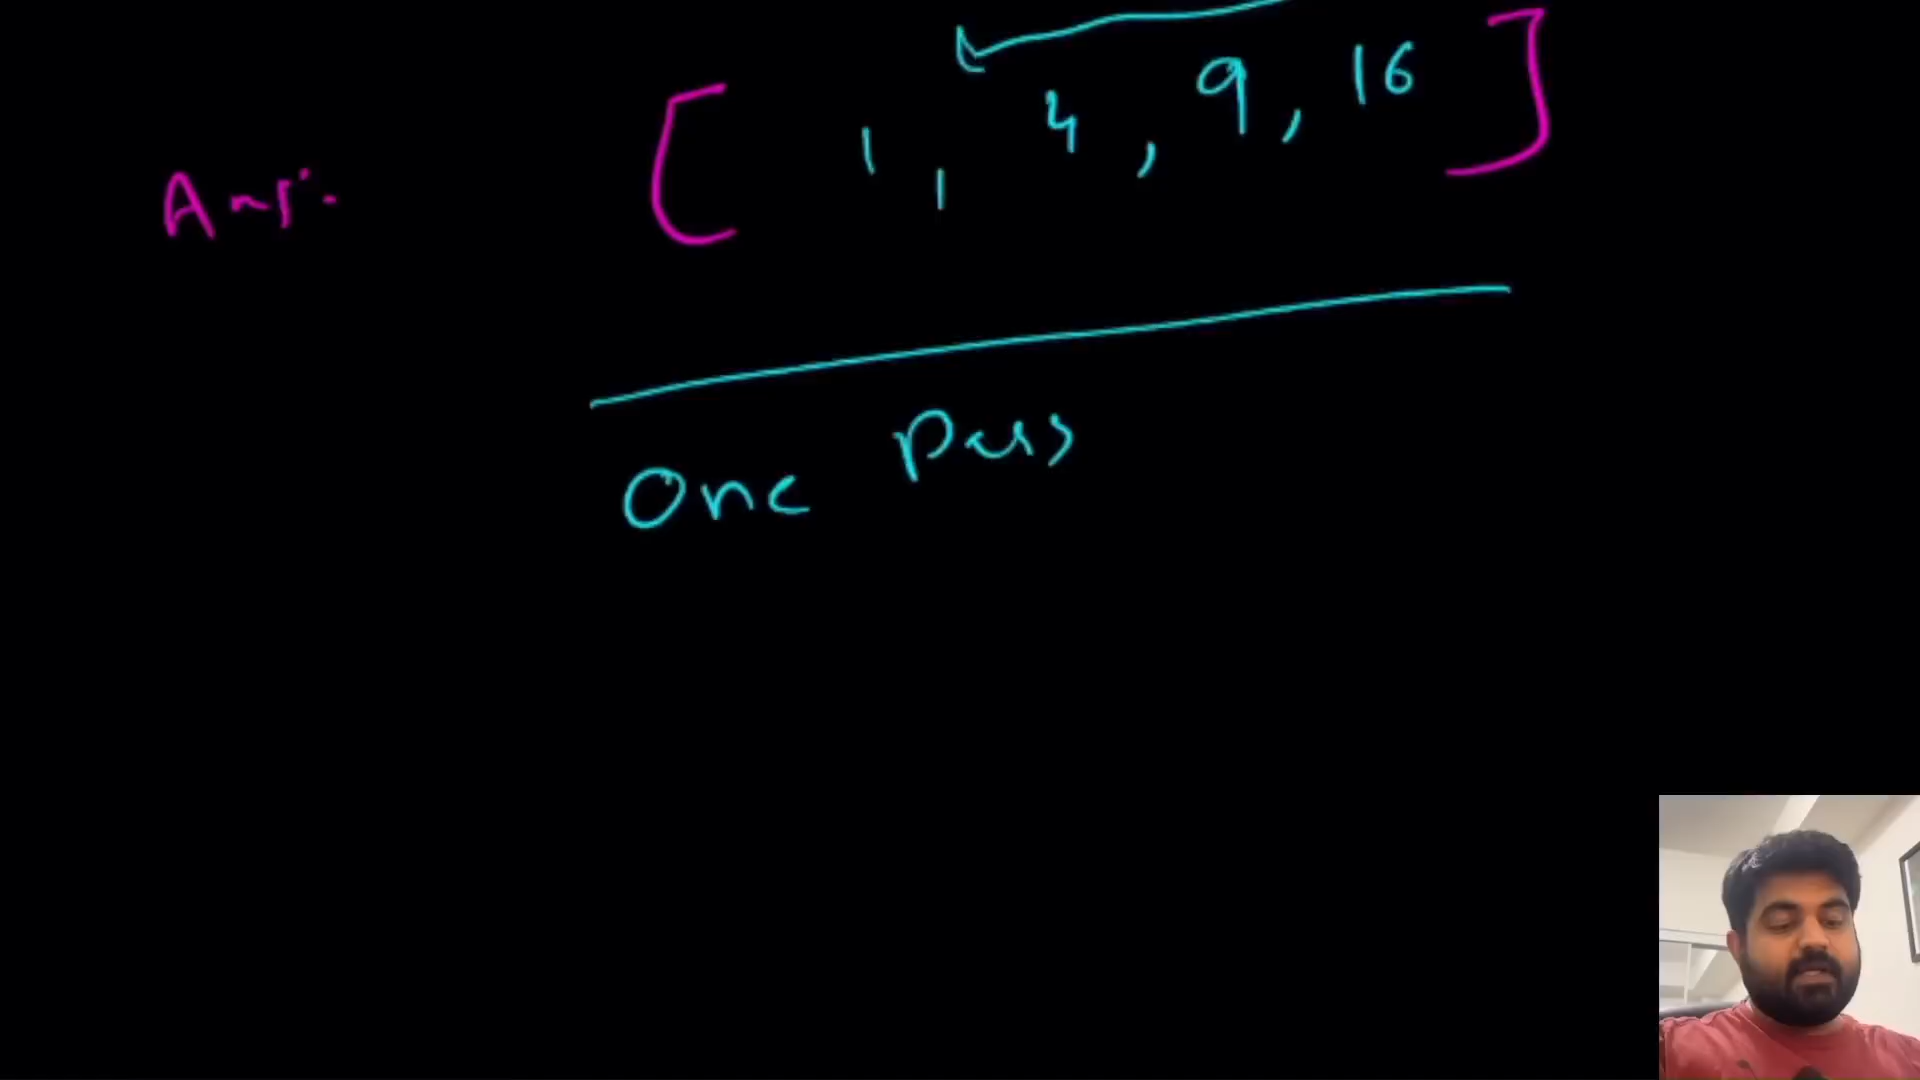 Ans:- [ 1, 4, 9, 16 ]
One Pass